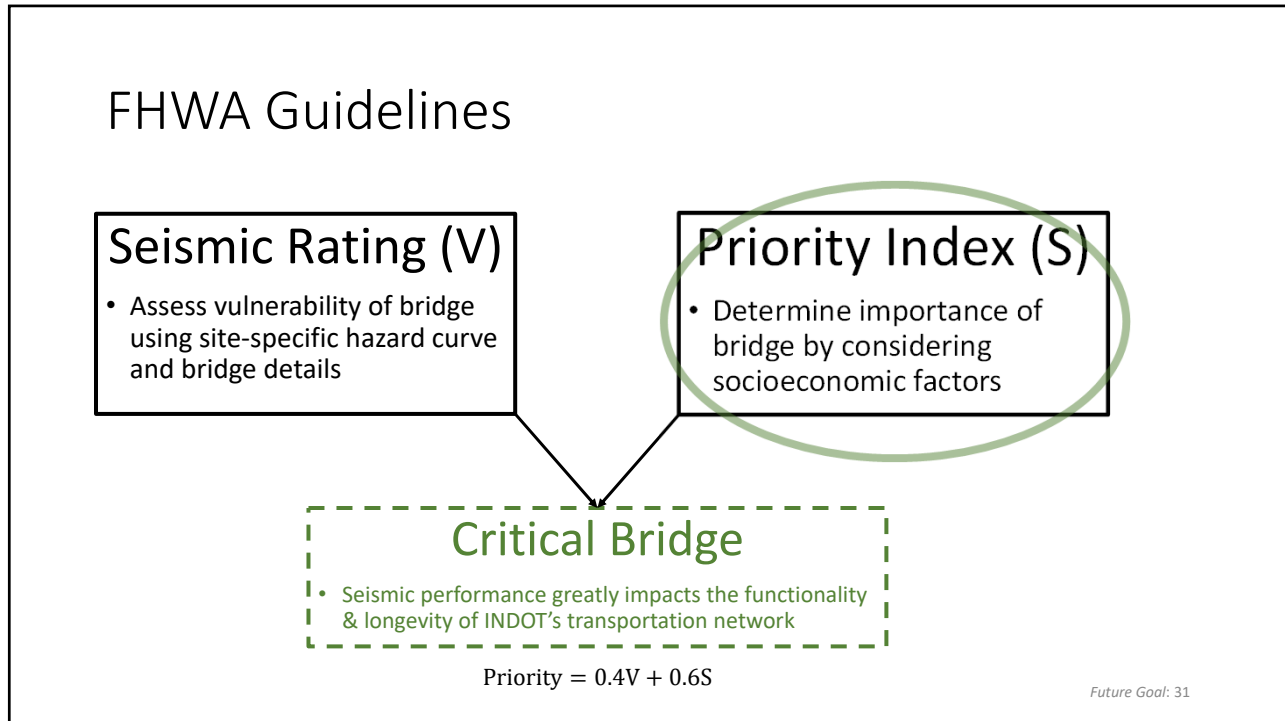 FHWA Guidelines
Seismic Rating (V)
• Assess vulnerability of bridge
using site-specific hazard curve
and bridge details
Priority Index (S)
• Determine importance of
bridge by considering
socioeconomic factors
Critical Bridge
• Seismic performance greatly impacts the functionality
& longevity of INDOT’s transportation network
Priority = 0.4V + 0.6S
Future Goal: 31